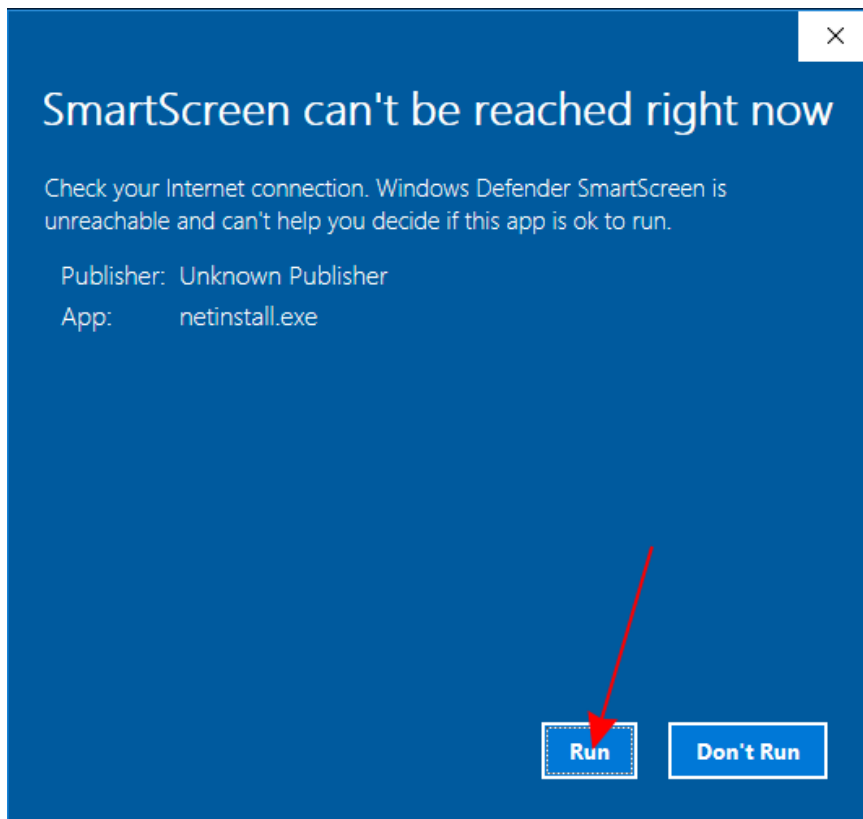 SmartScreen can't be reached right now
Check your Internet connection. Windows Defender SmartScreen is
unreachable and can't help you decide if this app is ok to run.
Publisher: Unknown Publisher
App: netinstall.exe
Run Don't Run